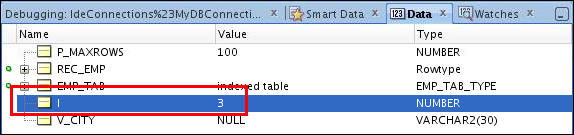 Debugging: IdeConnections%23MyDBConnecti... Smart Data Data Watches
Name Value Type
P_MAXROWS 100 NUMBER
REC_EMP Rowtype
EMP_TAB indexed table EMP_TAB_TYPE
I 3 NUMBER
V_CITY NULL VARCHAR2(30)